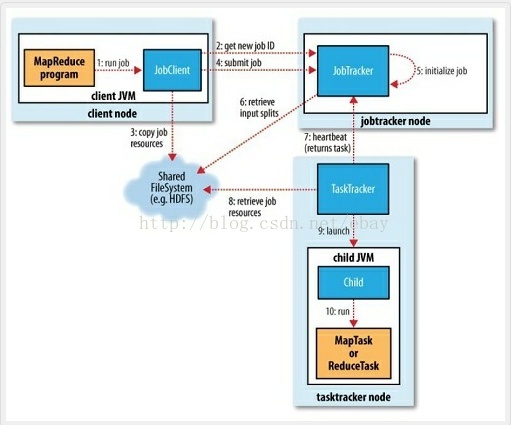 MapReduce
program
1: run job
JobClient
client JVM
client node
2: get new job ID
4: submit job
JobTracker
5: initialize job
jobtracker node
3: copy job
resources
6: retrieve
input splits
7: heartbeat
(returns task)
Shared
FileSystem
(e.g. HDFS)
8: retrieve job
resources
TaskTracker
http://blog.csdn.net/ebay
9: launch
child JVM
Child
10: run
MapTask
or
ReduceTask
tasktracker node